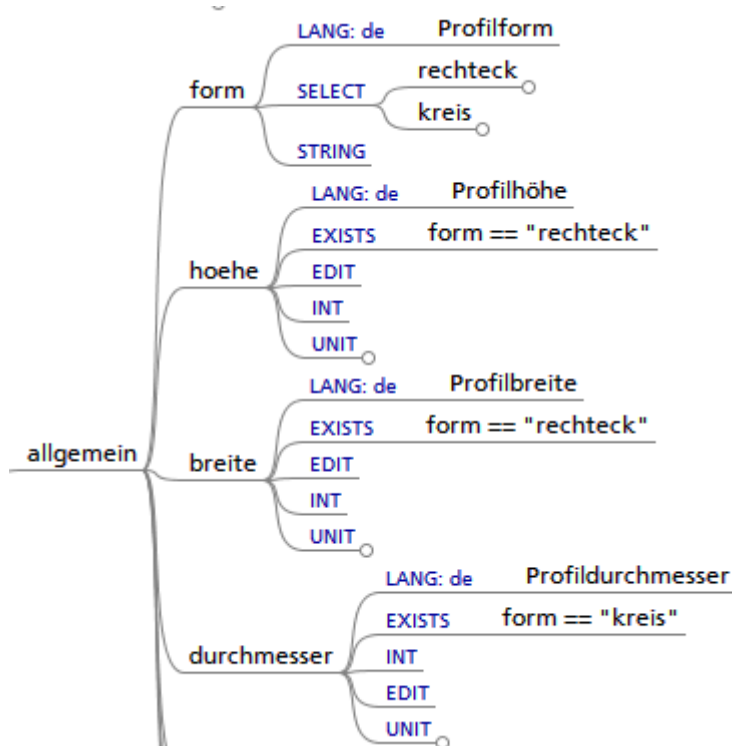 LANG: de Profilform
rechteck
form SELECT
kreis
STRING
LANG: de Profilhöhe
EXISTS form == "rechteck"
hoehe EDIT
INT
UNIT
LANG: de Profilbreite
EXISTS form == "rechteck"
allgemein breite EDIT
INT
UNIT
LANG: de Profildurchmesser
EXISTS form == "kreis"
durchmesser INT
EDIT
UNIT